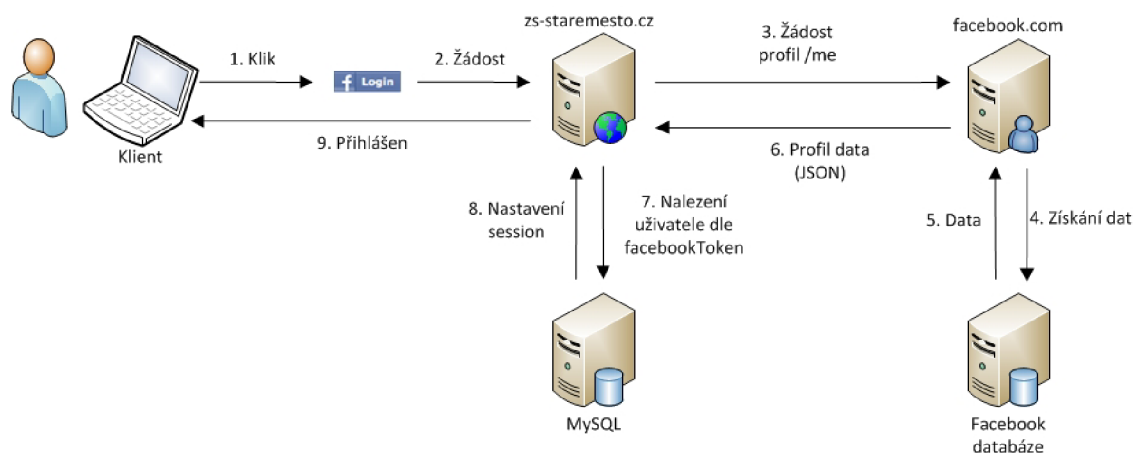 zs-staremesto.cz
facebook.com
1. Klik
f Login
2. Žádost
3. Žádost
profil /me
9. Přihlášen
Klient
6. Profil data
(JSON)
8. Nastavení
session
7. Nalezení
uživatele dle
facebookToken
5. Data
4. Získání dat
MySQL
Facebook
databáze